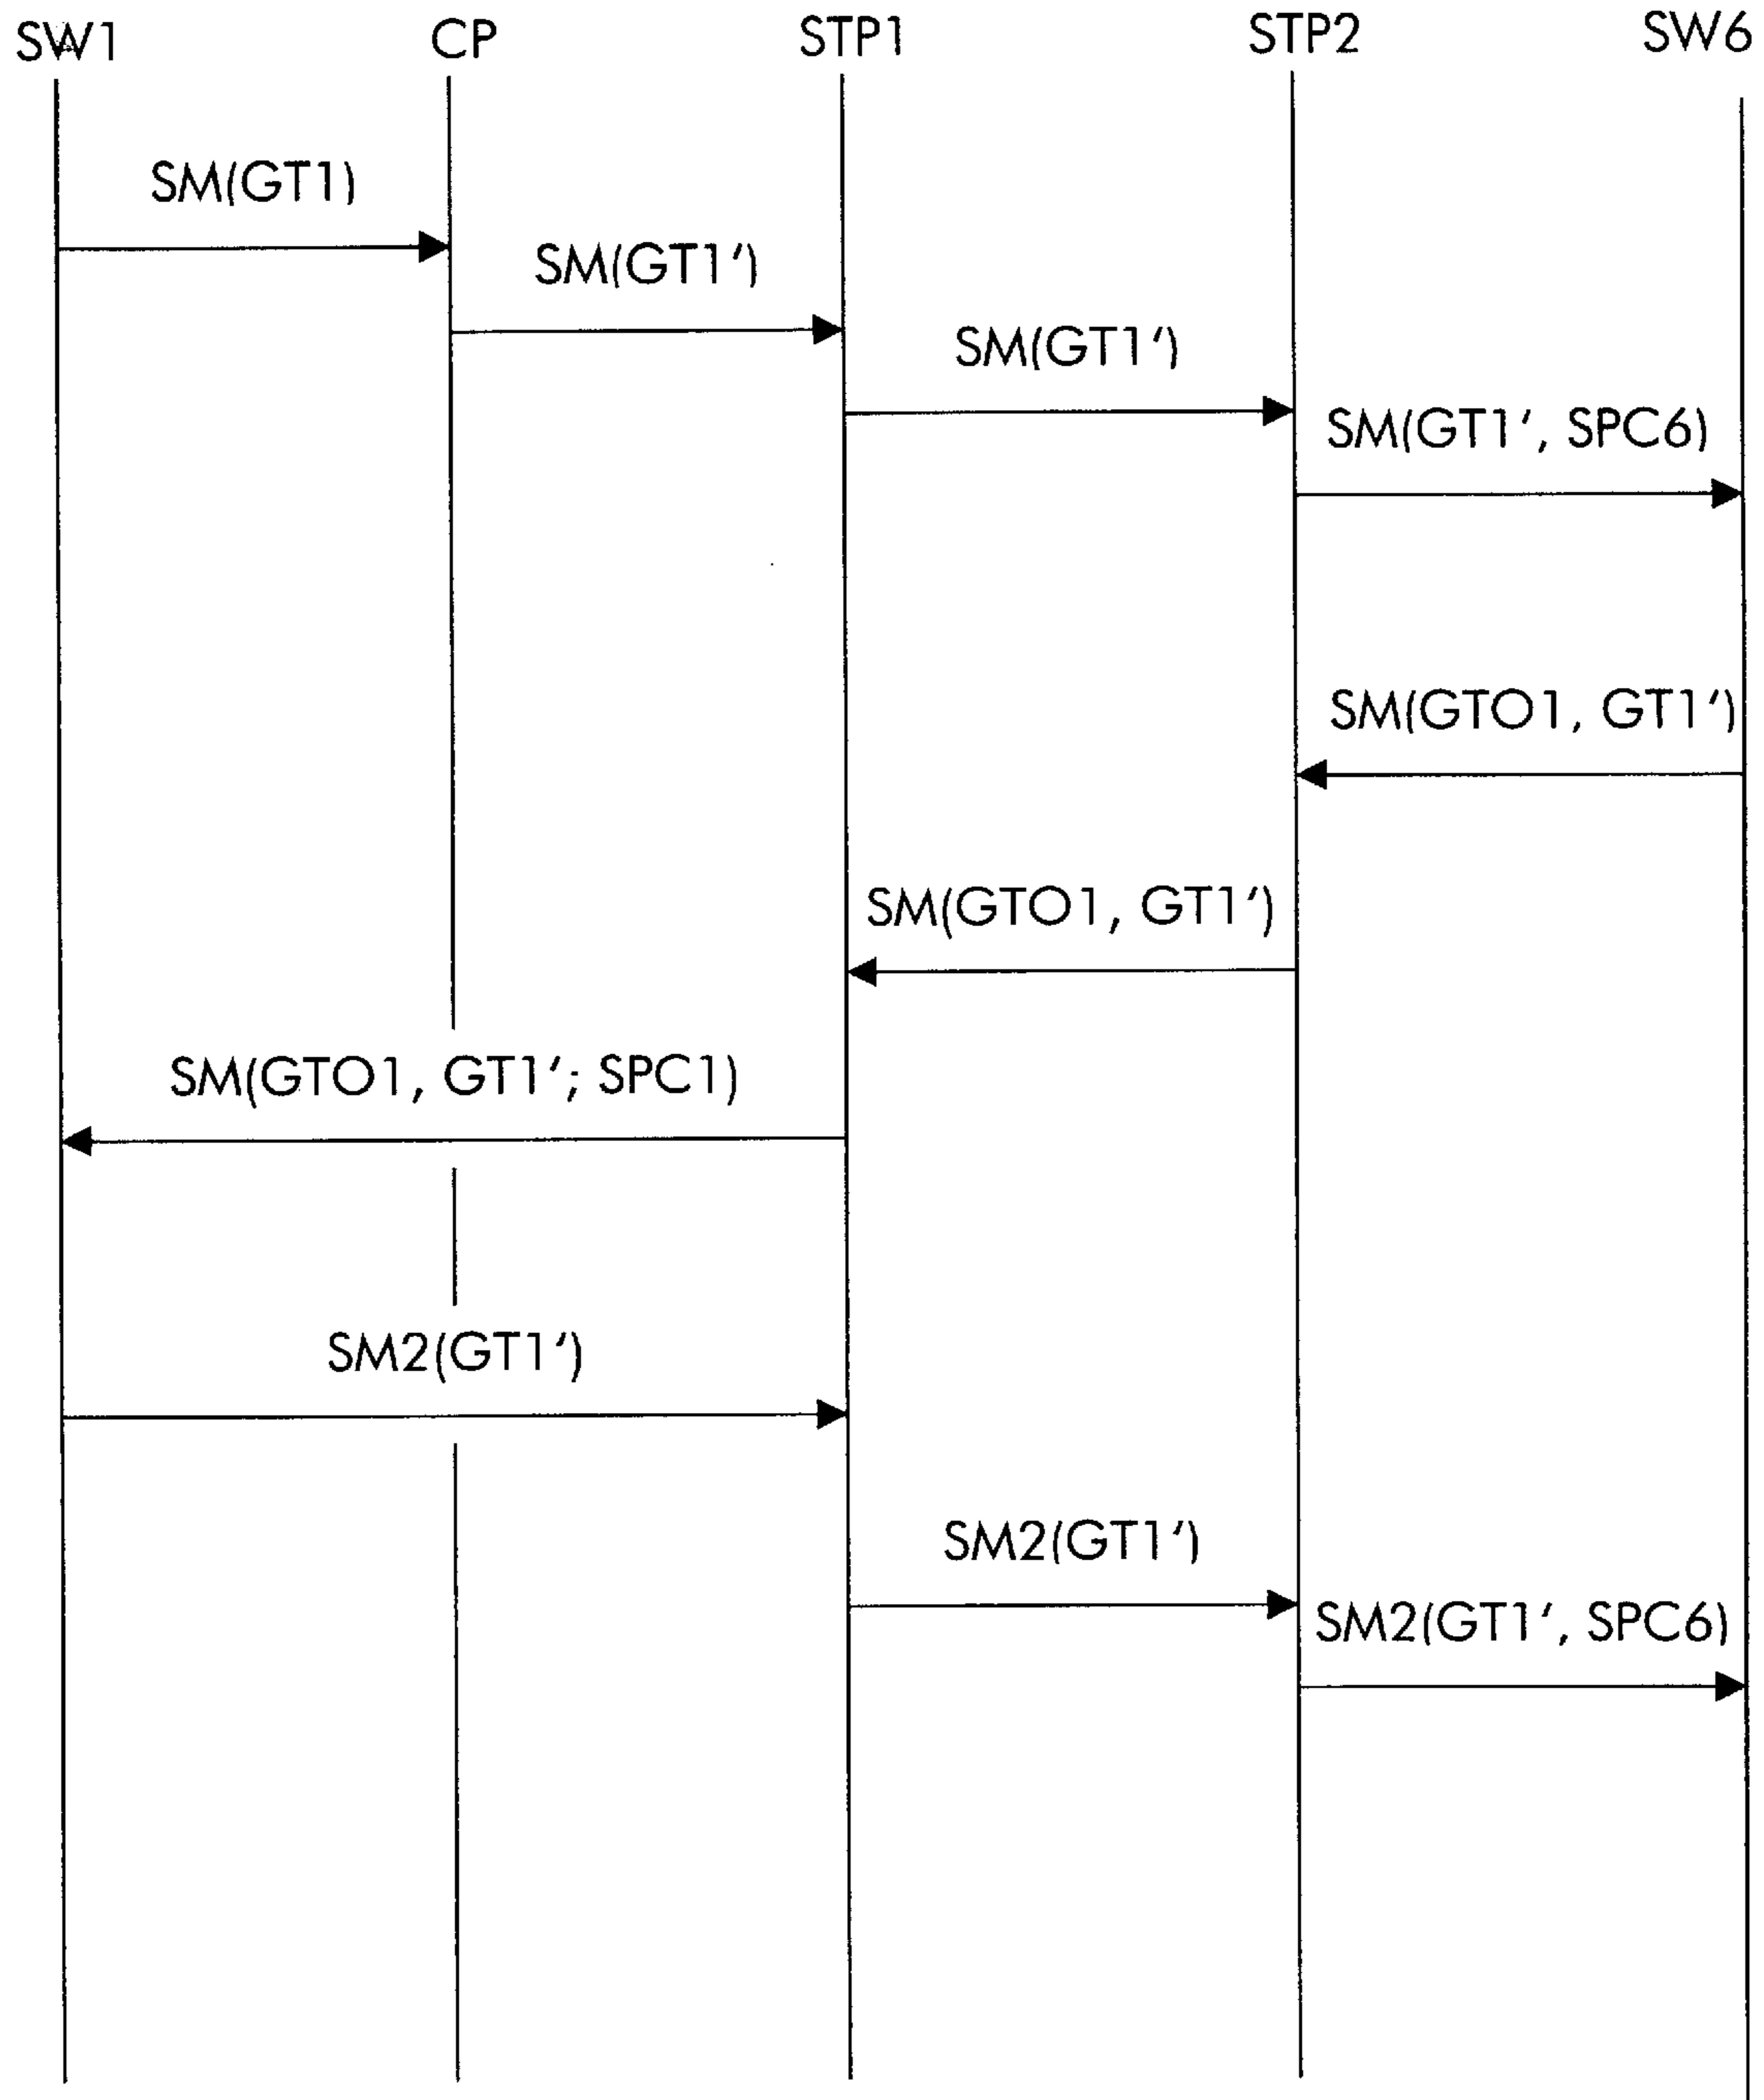 SW1 CP STP1 STP2 SW6
SM(GT1)
SM(GT1')
SM(GT1')
SM(GT1', SPC6)
SM(GTO1, GT1')
SM(GTO1, GT1')
SM(GTO1, GT1'; SPC1)
SM2(GT1')
SM2(GT1')
SM2(GT1', SPC6)